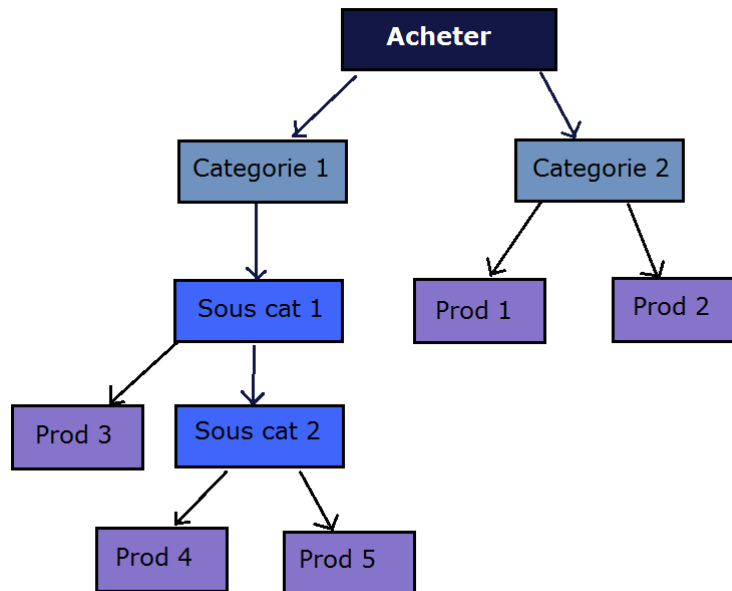 Acheter
Categorie 1
Categorie 2
Sous cat 1
Prod 1
Prod 2
Prod 3
Sous cat 2
Prod 4
Prod 5